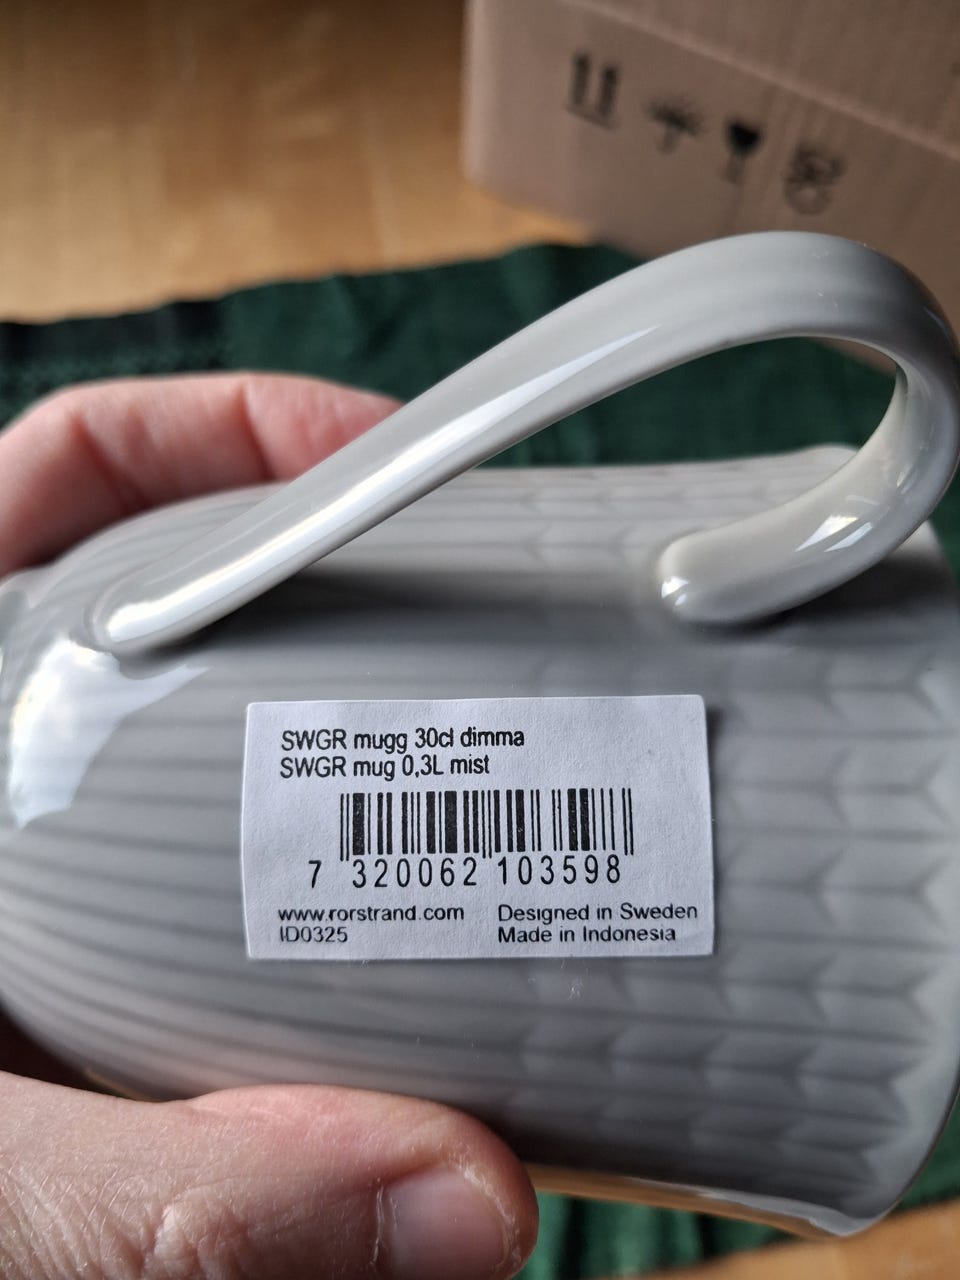 SWGR mugg 30cl dimma
SWGR mug 0,3L mist
7 320062 103598
www.rorstrand.com
ID0325
Designed in Sweden
Made in Indonesia